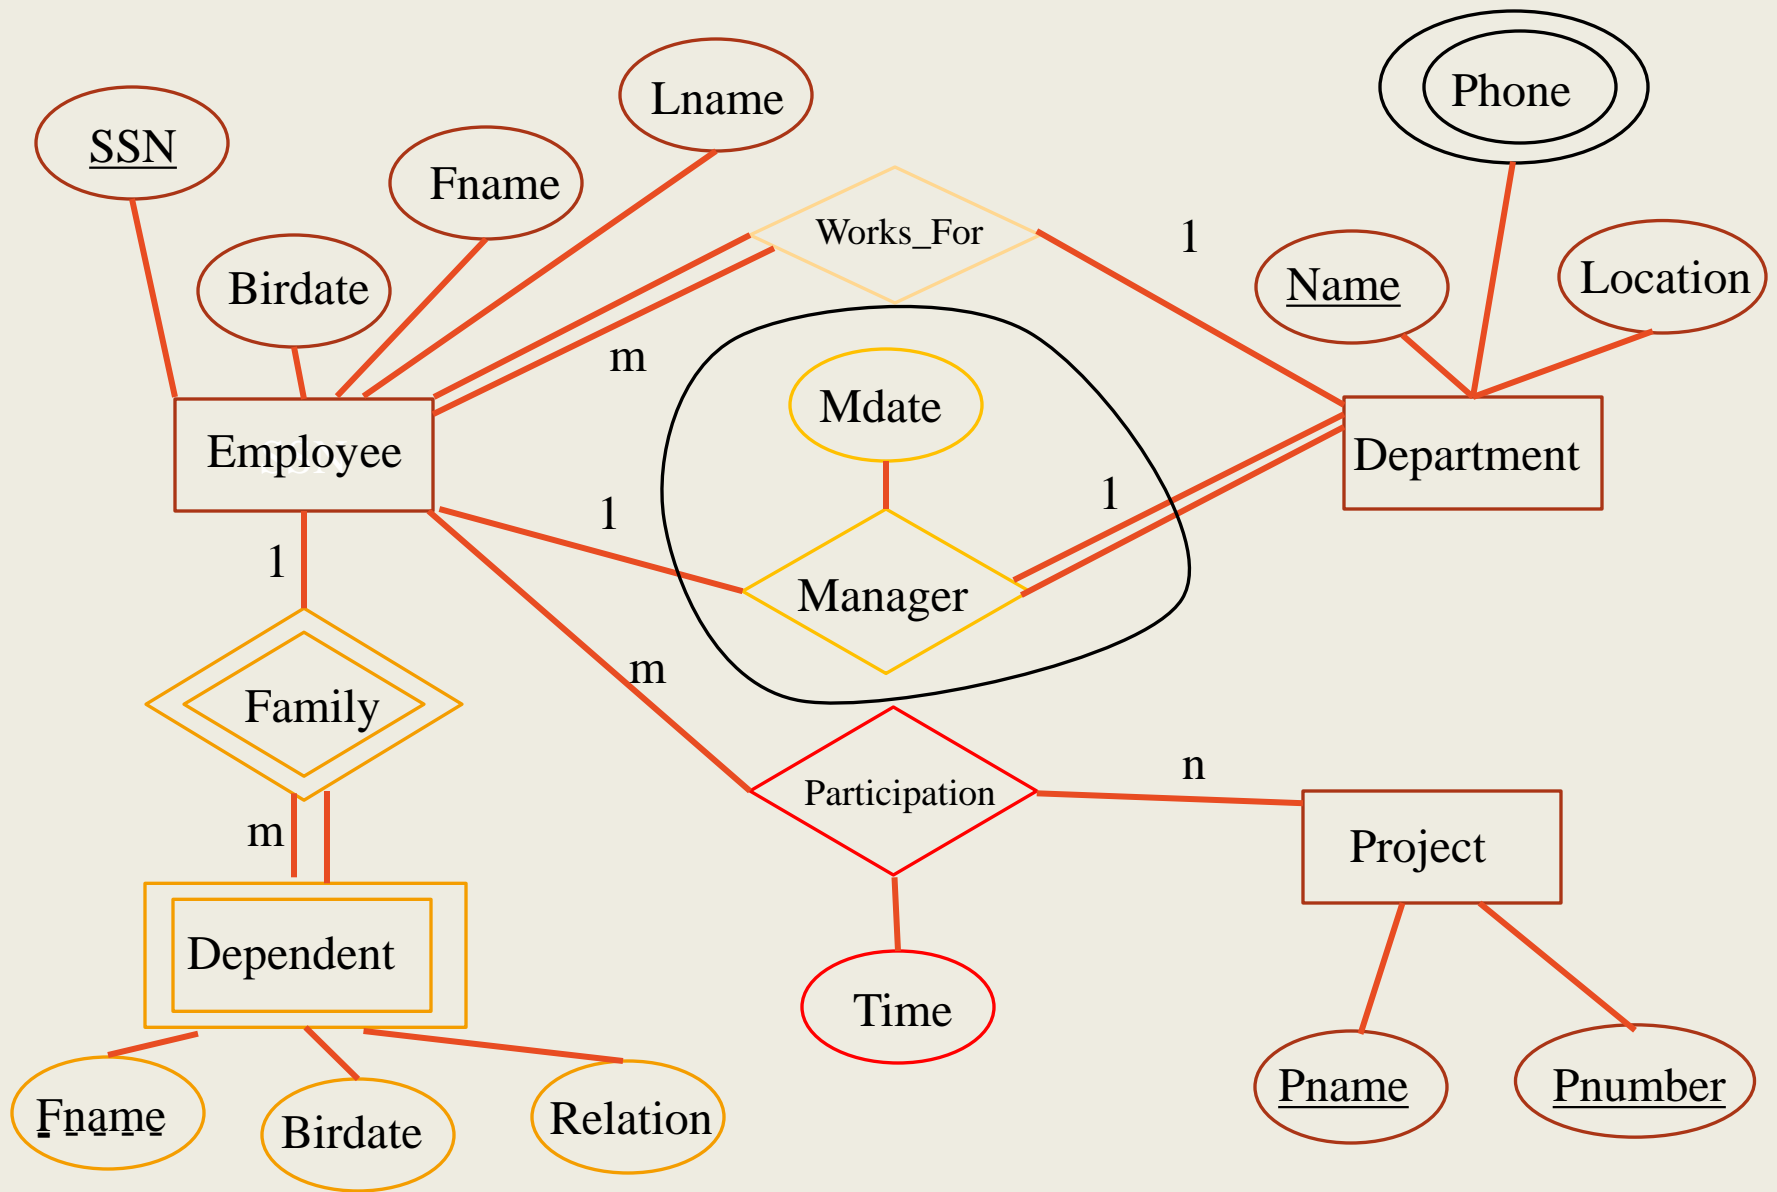 Lname
Phone
SSN
Fname
Works_For
1
Name
Location
Birdate
m
Mdate
Employee
Department
1
1
1
Manager
m
Family
n
Participation
m
Project
Dependent
Time
Pname
Pnumber
Fname
Birdate
Relation